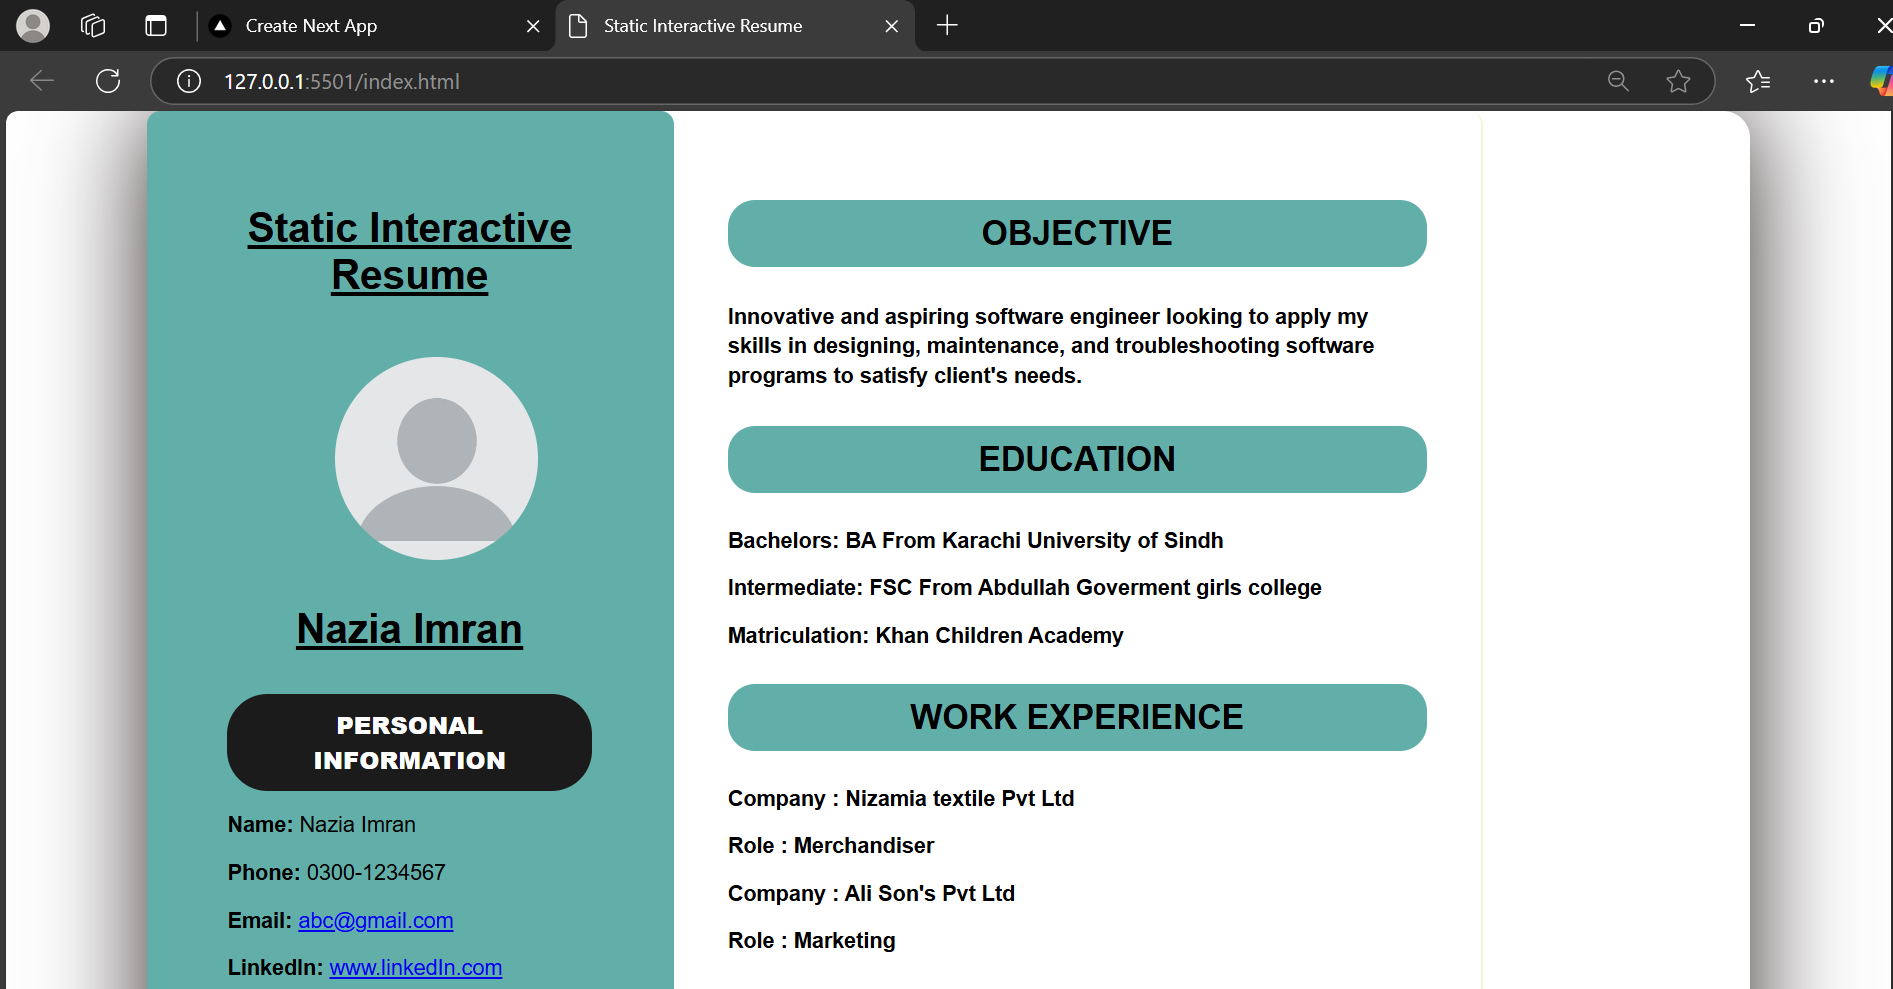 Create Next App
Static Interactive Resume
127.0.0.1:5501/index.html
Static Interactive
Resume
Nazia Imran
PERSONAL
INFORMATION
Name: Nazia Imran
Phone: 0300-1234567
Email: abc@gmail.com
LinkedIn: www.linkedIn.com
OBJECTIVE
Innovative and aspiring software engineer looking to apply my
skills in designing, maintenance, and troubleshooting software
programs to satisfy client's needs.
EDUCATION
Bachelors: BA From Karachi University of Sindh
Intermediate: FSC From Abdullah Goverment girls college
Matriculation: Khan Children Academy
WORK EXPERIENCE
Company : Nizamia textile Pvt Ltd
Role : Merchandiser
Company : Ali Son's Pvt Ltd
Role : Marketing